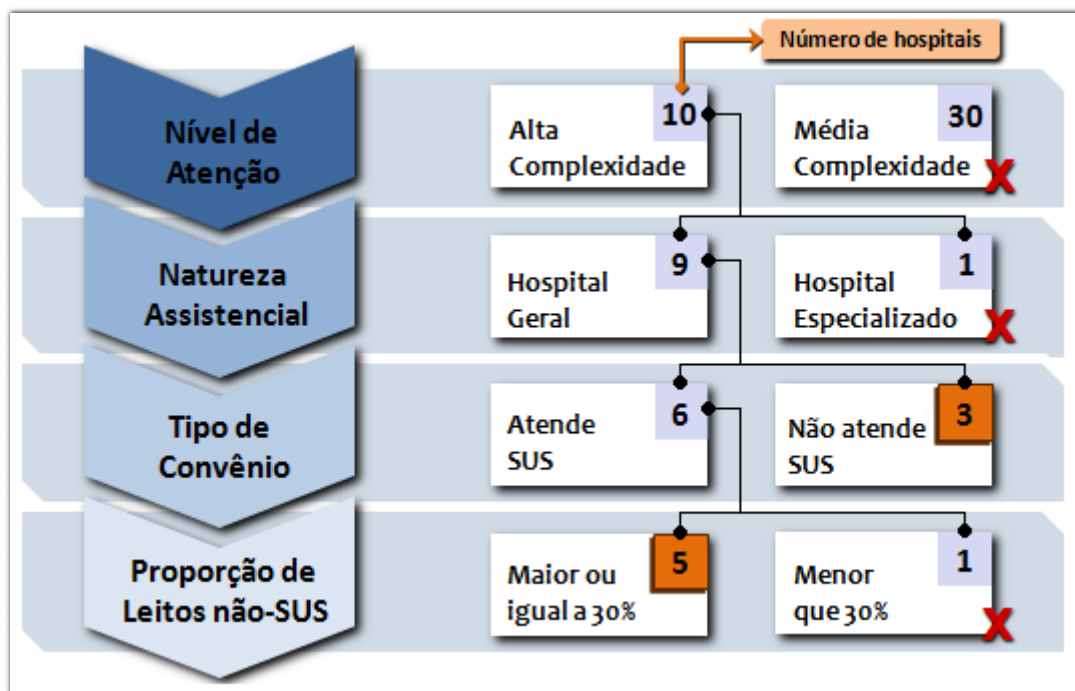 Número de hospitais
Nível de
Atenção
Alta
Complexidade
10
Média
Complexidade
30
X
Natureza
Assistencial
Hospital
Geral
9
Hospital
Especializado
1
X
Tipo de
Convênio
Atende
SUS
6
Não atende
SUS
3
Proporção de
Leitos não-SUS
Maior ou
igual a 30%
5
Menor
que 30%
1
X